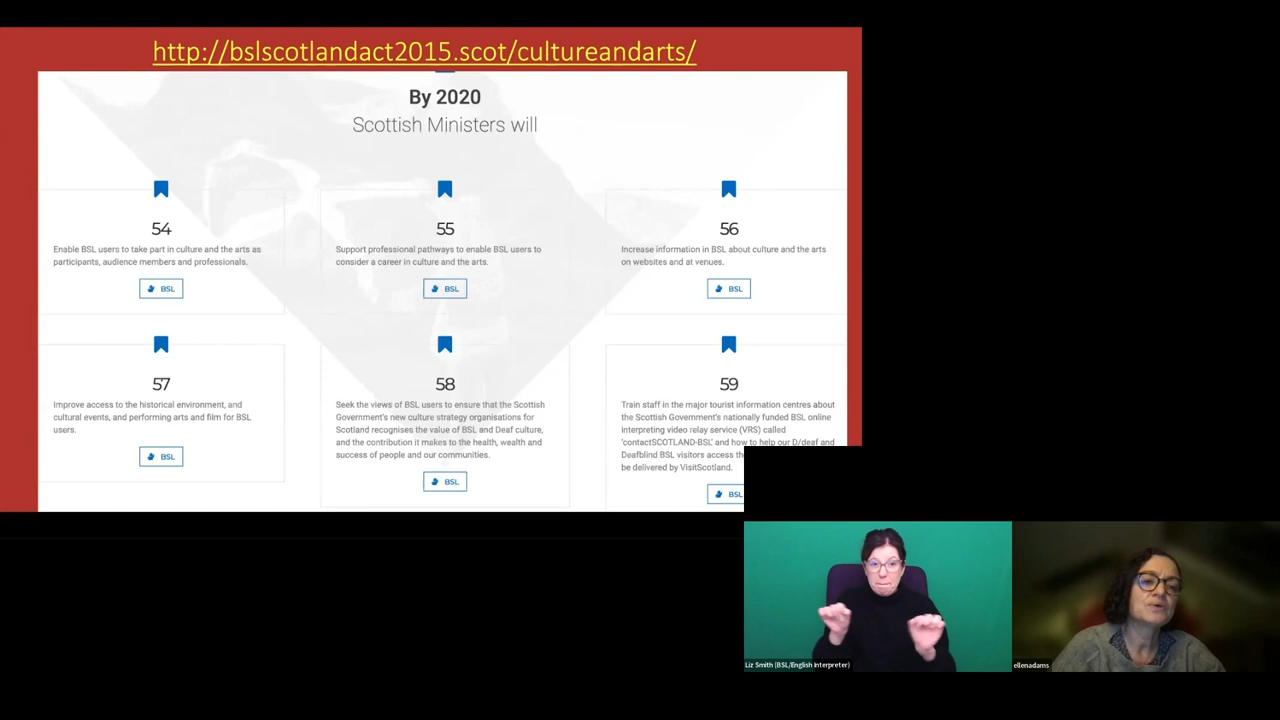 http://bslscotlandact2015.scot/cultureandarts/
By 2020
Scottish Ministers will
54
Enable BSL users to take part in culture and the arts as
participants, audience members and professionals.
BSL
55
Support professional pathways to enable BSL users to
consider a career in culture and the arts.
BSL
56
Increase information in BSL about culture and the arts
on websites and at venues.
BSL
57
Improve access to the historical environment, and
cultural events, and performing arts and film for BSL
users.
BSL
58
Seek the views of BSL users to ensure that the Scottish
Government's new culture strategy organisations for
Scotland recognises the value of BSL and Deaf culture,
and the contribution it makes to the health, wealth and
success of people and our communities.
BSL
59
Train staff in the major tourist information centres about
the Scottish Government's nationally funded BSL online
interpreting video relay service (VRS) called
'contactSCOTLAND-BSL' and how to help our D/deaf and
Deafblind BSL visitors access
be delivered by VisitScotland.
BSL
Liz Smith (BSL/English Interpreter)
ellenadams